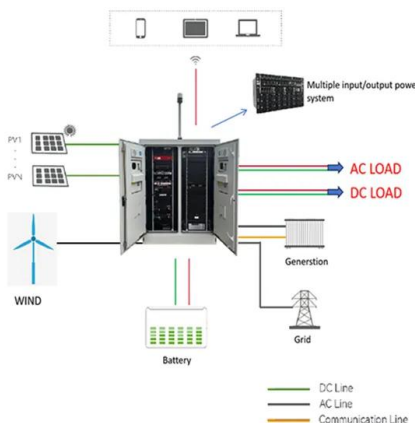 Multiple input/output power
system
PV1
PVN
AC LOAD
DC LOAD
WIND
Generstion
Grid
Battery
DC Line
AC Line
Communication Line